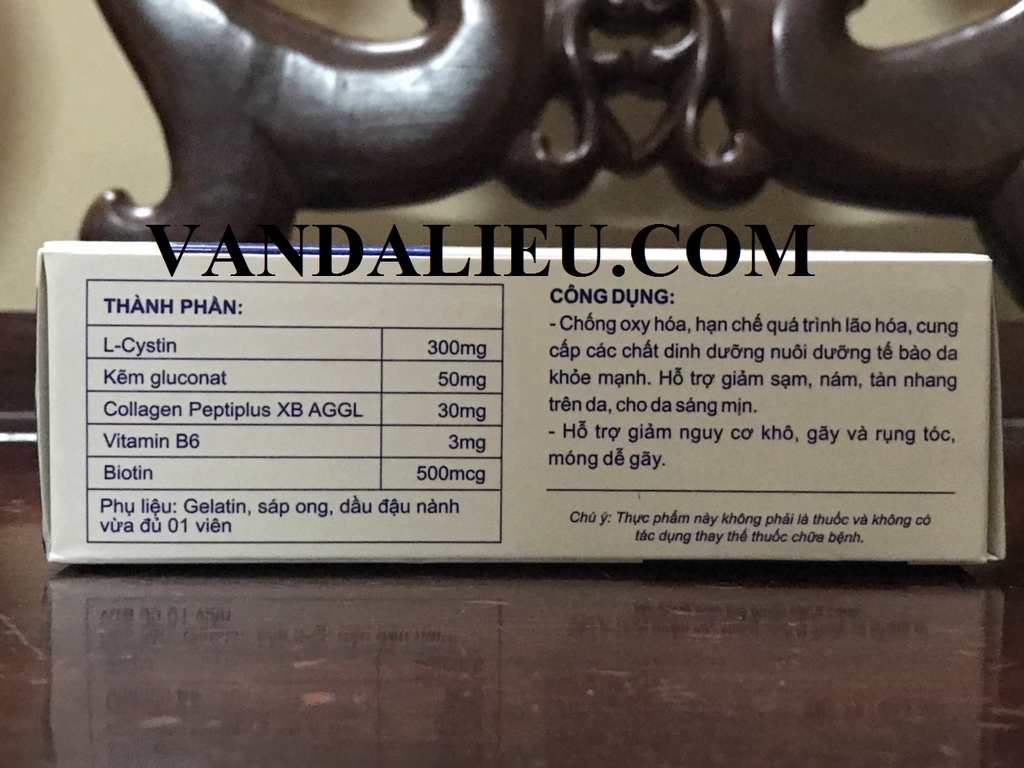 VANDALIEU.COM
THÀNH PHẦN:
L-Cystin 300mg
Kẽm gluconat 50mg
Collagen Peptiplus XB AGGL 30mg
Vitamin B6 3mg
Biotin 500mcg
Phụ liệu: Gelatin, sáp ong, dầu đậu nành
vừa đủ 01 viên
CÔNG DỤNG:
- Chống oxy hóa, hạn chế quá trình lão hóa, cung
cấp các chất dinh dưỡng nuôi dưỡng tế bào da
khỏe mạnh. Hỗ trợ giảm sạm, nám, tàn nhang
trên da, cho da sáng mịn.
- Hỗ trợ giảm nguy cơ khô, gãy và rụng tóc,
móng dễ gãy.
Chú ý: Thực phẩm này không phải là thuốc và không có
tác dụng thay thế thuốc chữa bệnh.